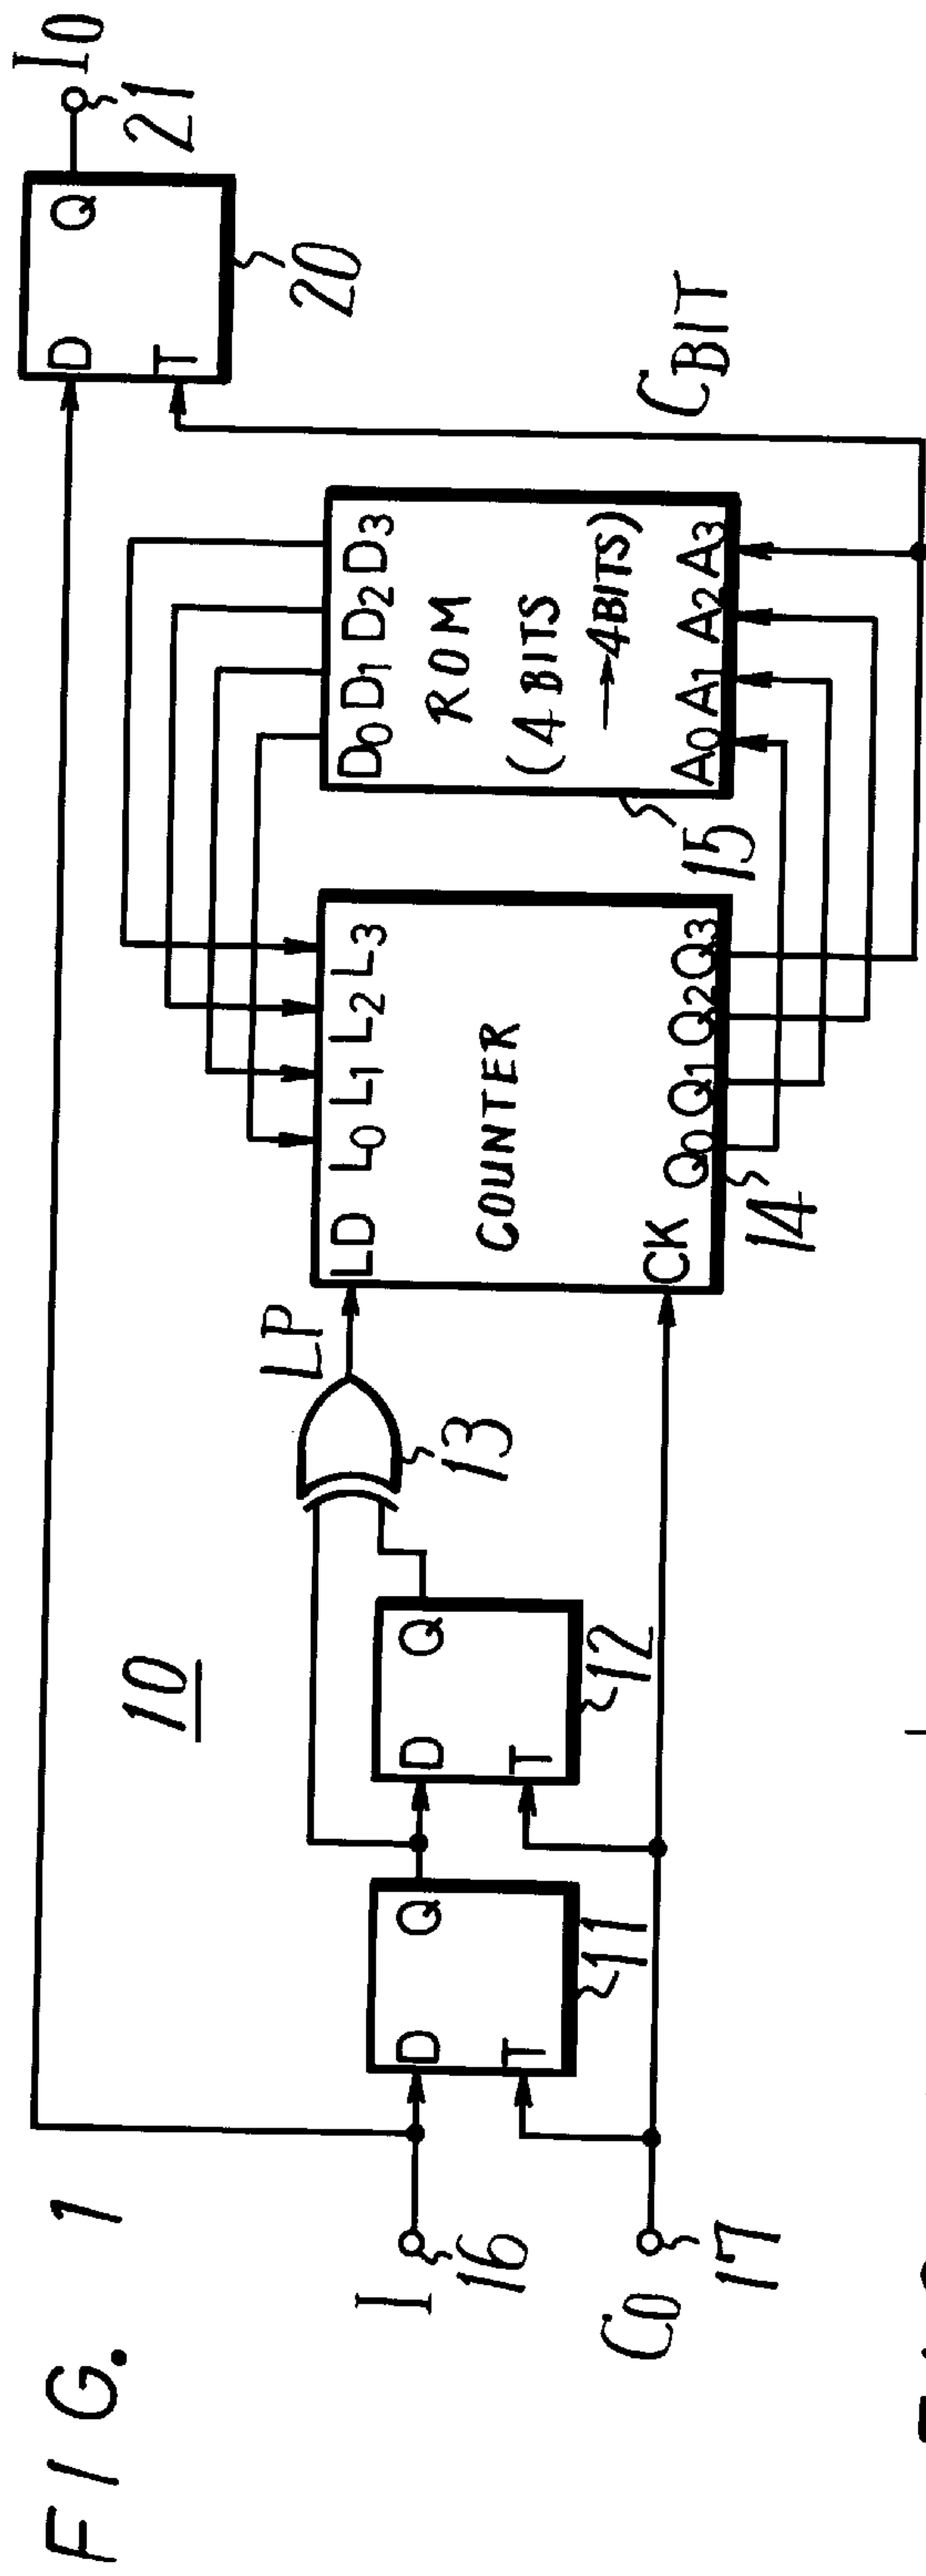 FIG. 1
10
I
16
C0
17
D
Q
T
11
D
Q
T
12
13
LP
LD
L0 L1 L2 L3
COUNTER
CK
Q0 Q1 Q2 Q3
14
D0 D1 D2 D3
ROM
(4 BITS
→4BITS)
A0 A1 A2 A3
15
CBIT
D
Q
T
20
I0
21